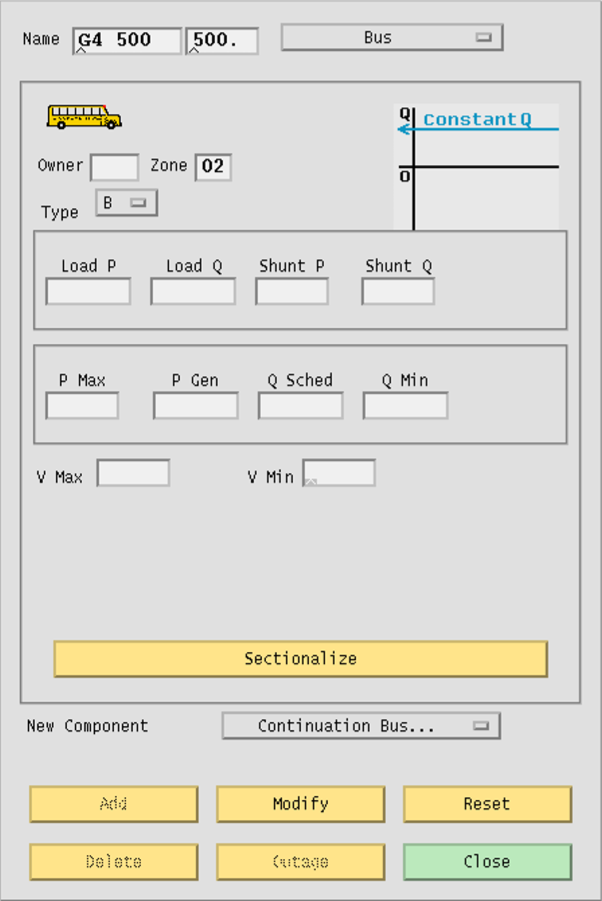 Name G4 500 500. Bus
Q Constant Q
0
Owner Zone 02
Type B
Load P Load Q Shunt P Shunt Q
P Max P Gen Q Sched Q Min
V Max V Min
Sectionalize
New Component Continuation Bus...
Add Modify Reset
Delete Outage Close